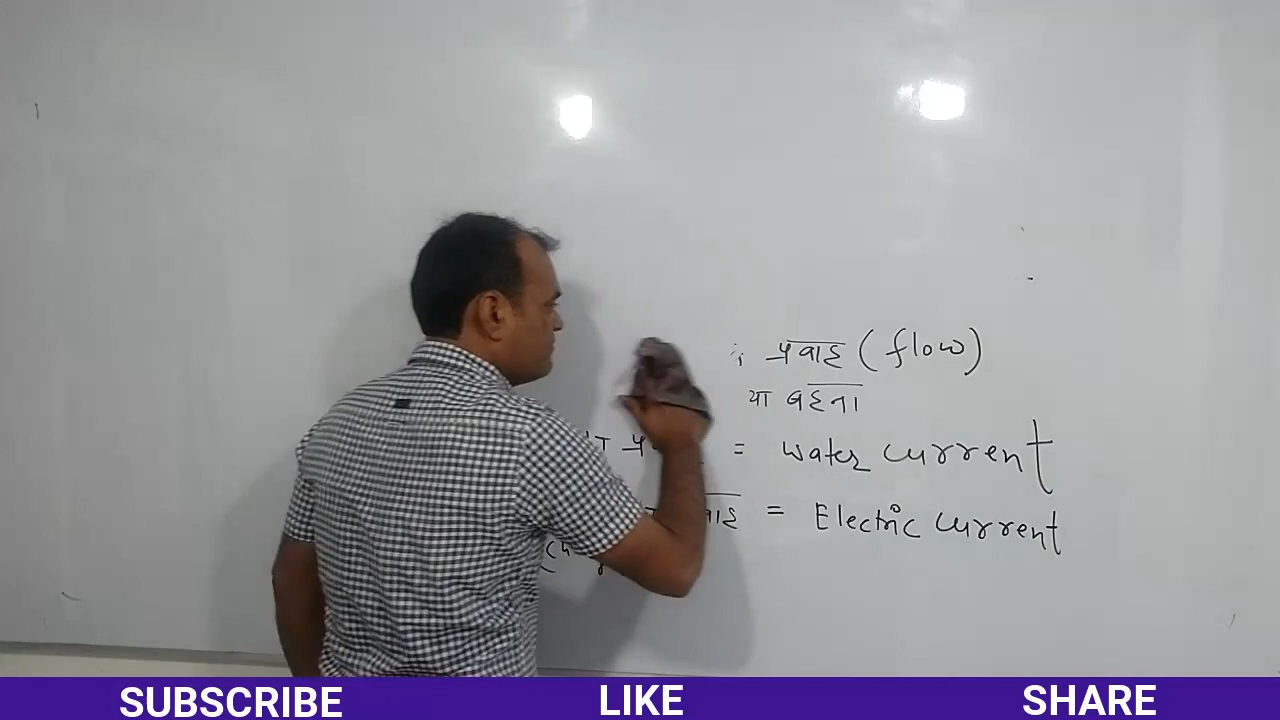 प्रवाह (flow)
या बहना
= water current
= Electric current
SUBSCRIBE LIKE SHARE